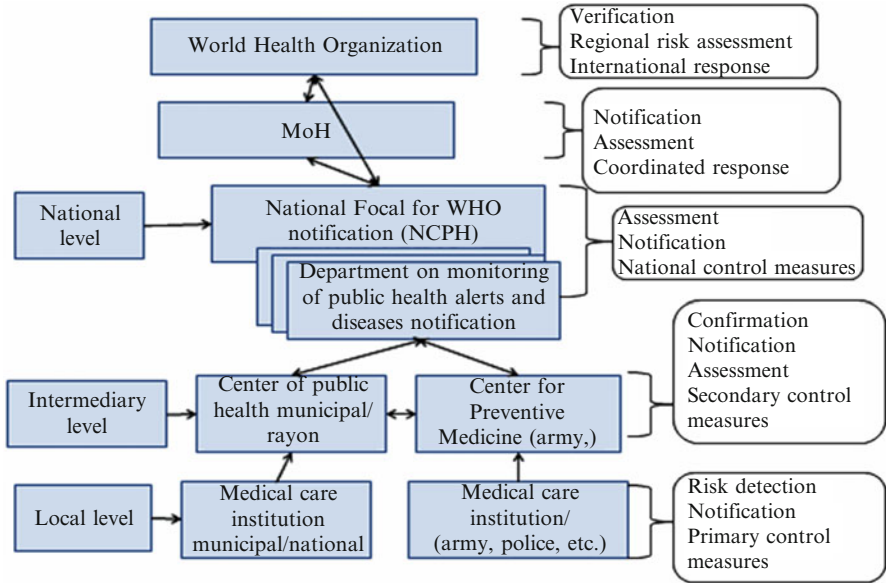 World Health Organization
Verification
Regional risk assessment
International response
MoH
Notification
Assessment
Coordinated response
National
level
National Focal for WHO
notification (NCPH)
Department on monitoring
of public health alerts and
diseases notification
Assessment
Notification
National control measures
Intermediary
level
Center of public
health municipal/
rayon
Center for
Preventive
Medicine (army,)
Confirmation
Notification
Assessment
Secondary control
measures
Local level
Medical care
institution
municipal/national
Medical care
institution/
(army, police, etc.)
Risk detection
Notification
Primary control
measures